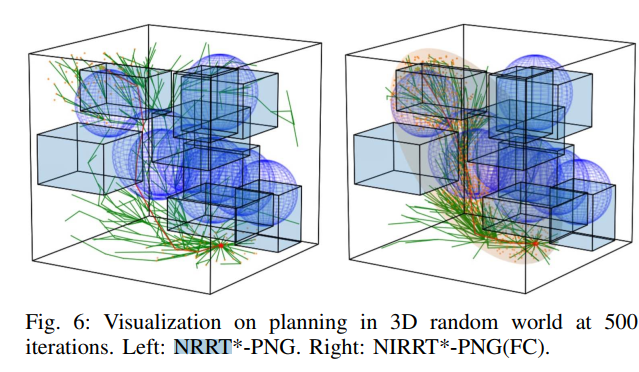 Fig. 6: Visualization on planning in 3D random world at 500
iterations. Left: NRRT*-PNG. Right: NIRRT*-PNG(FC).